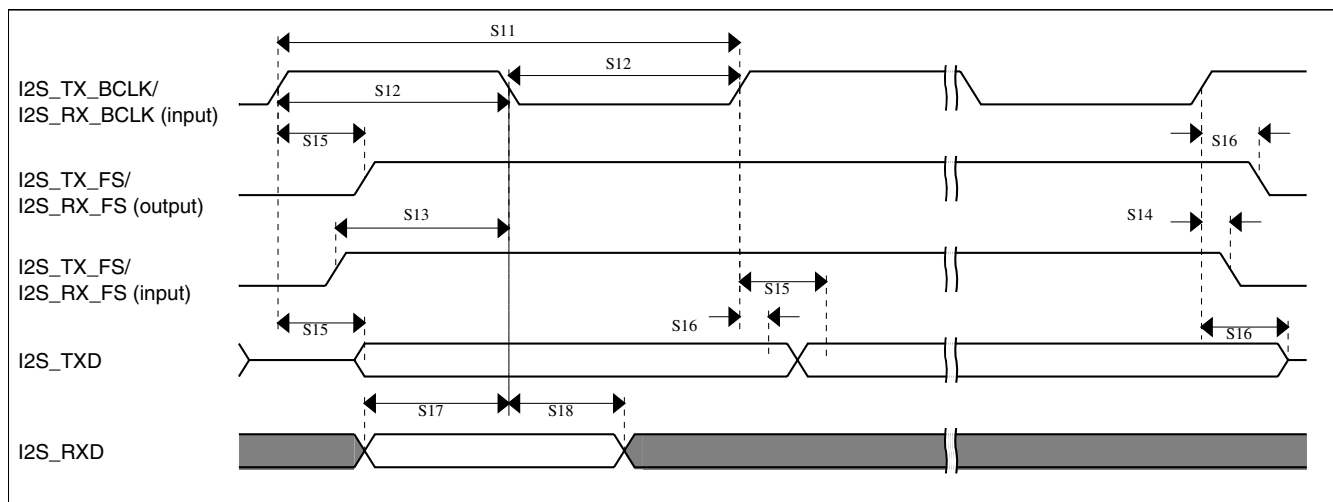 S11
I2S_TX_BCLK/
I2S_RX_BCLK (input)
S12
S12
S15
S16
I2S_TX_FS/
I2S_RX_FS (output)
S13
S14
I2S_TX_FS/
I2S_RX_FS (input)
S15
S15
S16
S16
I2S_TXD
S17
S18
I2S_RXD